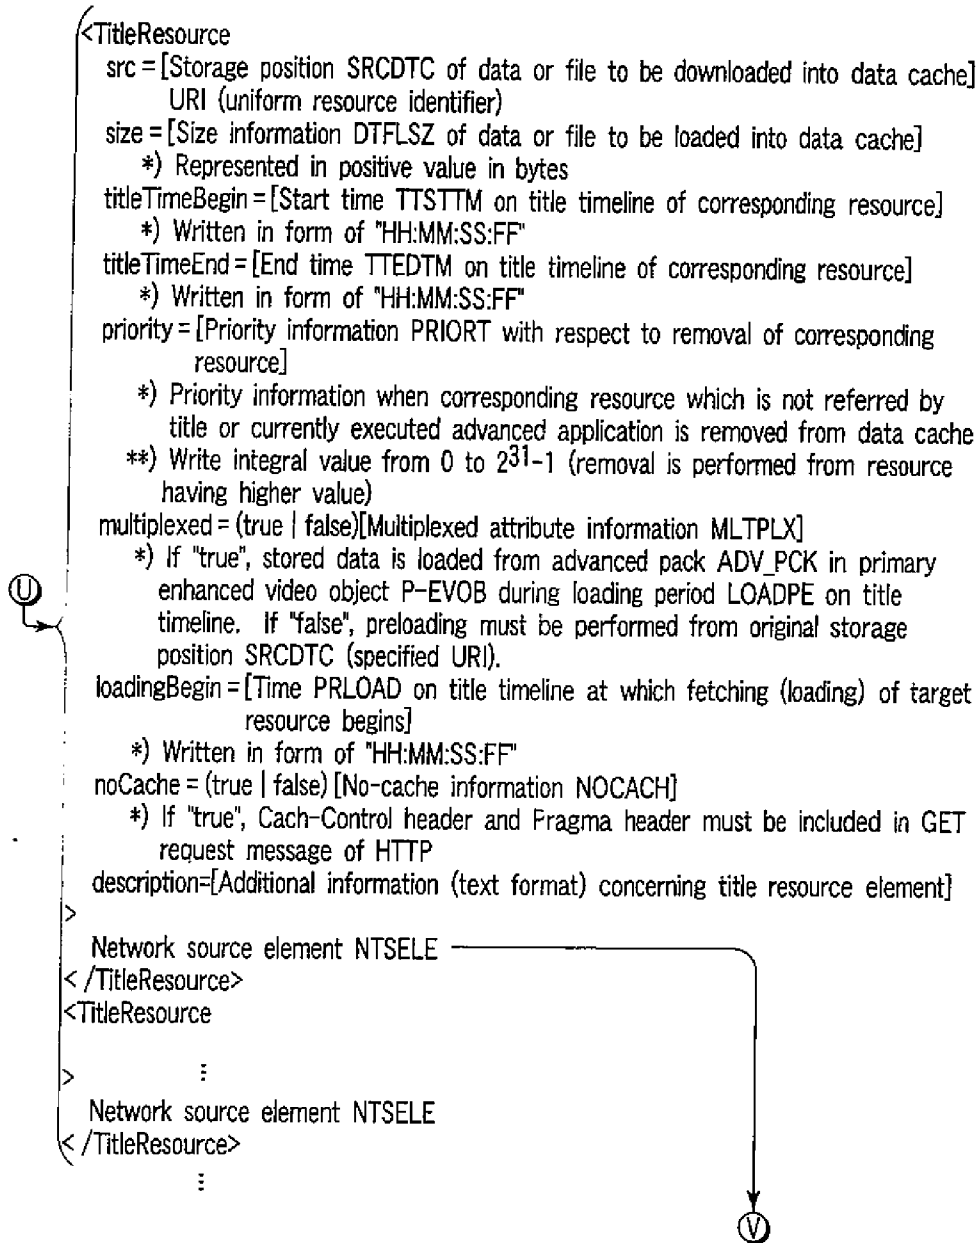 <TitleResource
src=[Storage position SRCDTC of data or file to be downloaded into data cache]
URI (uniform resource identifier)
size=[Size information DTFLSZ of data or file to be loaded into data cache]
*) Represented in positive value in bytes
titleTimeBegin=[Start time TTSTTM on title timeline of corresponding resource]
*) Written in form of "HH:MM:SS:FF"
titleTimeEnd=[End time TTEDTM on title timeline of corresponding resource]
*) Written in form of "HH:MM:SS:FF"
priority=[Priority information PRIORT with respect to removal of corresponding
resource]
*) Priority information when corresponding resource which is not referred by
title or currently executed advanced application is removed from data cache
**) Write integral value from 0 to 2^31-1 (removal is performed from resource
having higher value)
multiplexed=(true | false)[Multiplexed attribute information MLTPLX]
*) If "true", stored data is loaded from advanced pack ADV_PCK in primary
enhanced video object P-EVOB during loading period LOADPE on title
timeline. If "false", preloading must be performed from original storage
position SRCDTC (specified URI).
U
loadingBegin=[Time PRLOAD on title timeline at which fetching (loading) of target
resource begins]
*) Written in form of "HH:MM:SS:FF"
noCache=(true | false) [No-cache information NOCACH]
*) If "true", Cach-Control header and Fragma header must be included in GET
request message of HTTP
description=[Additional information (text format) concerning title resource element]
>
Network source element NTSELE
< /TitleResource>
<TitleResource
> ⋮
Network source element NTSELE
< /TitleResource>
⋮
V